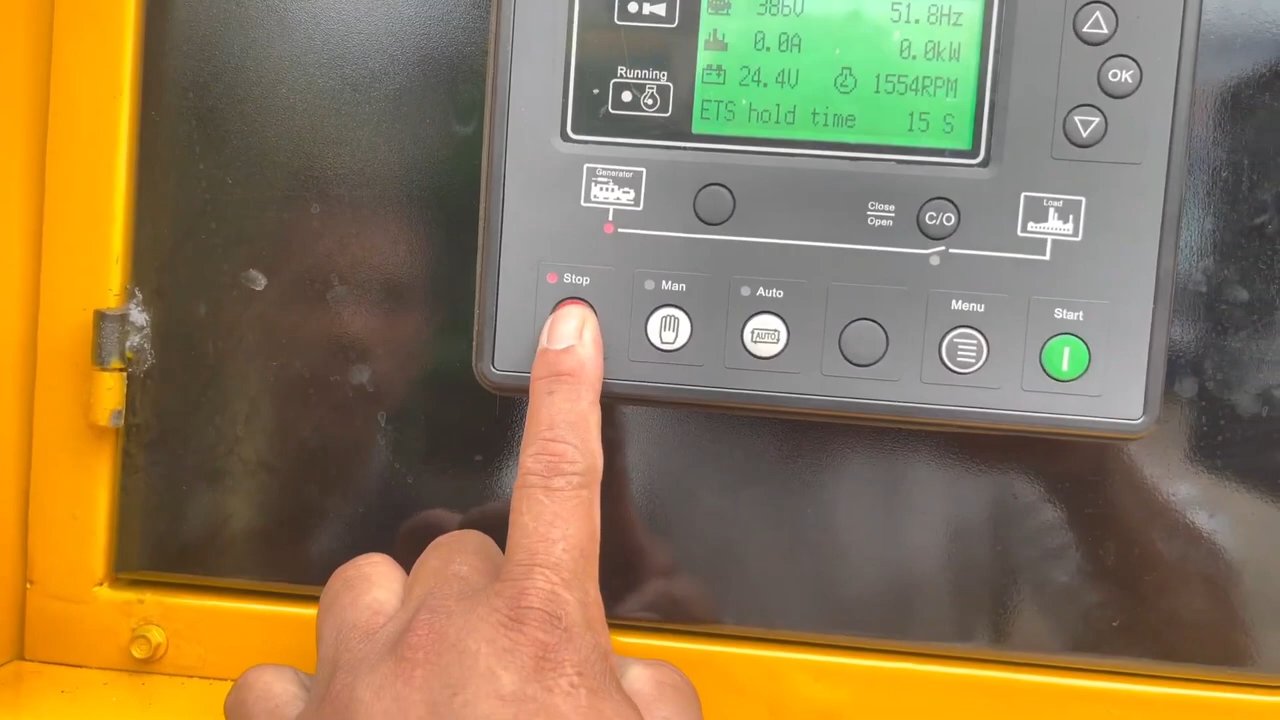 386V 51.8Hz
0.0A 0.0kW
24.4V 1554RPM
ETS hold time 15 S
Running
OK
Generator
Close
Open
C/O
Load
Stop
Man
Auto
AUTO
Menu
Start